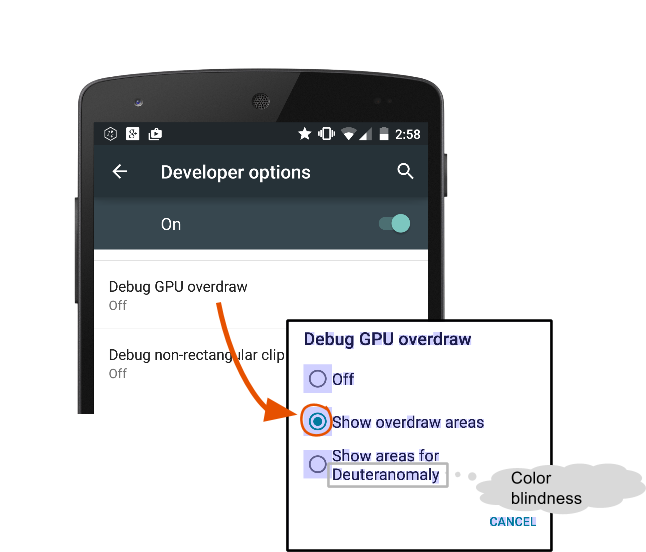 2:58
Developer options
On
Debug GPU overdraw
Off
Debug non-rectangular clip
Off
Debug GPU overdraw
Off
Show overdraw areas
Show areas for
Deuteranomaly
Color
blindness
CANCEL